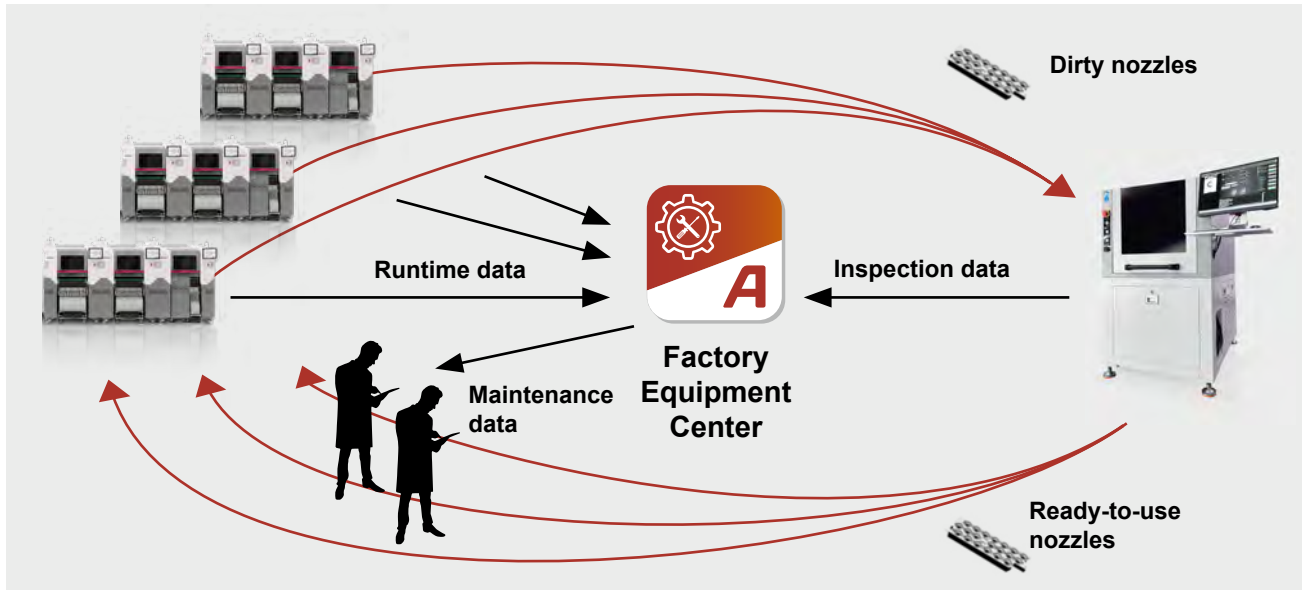 Dirty nozzles
Runtime data
Inspection data
A
Factory
Equipment
Center
Maintenance
data
Ready-to-use
nozzles